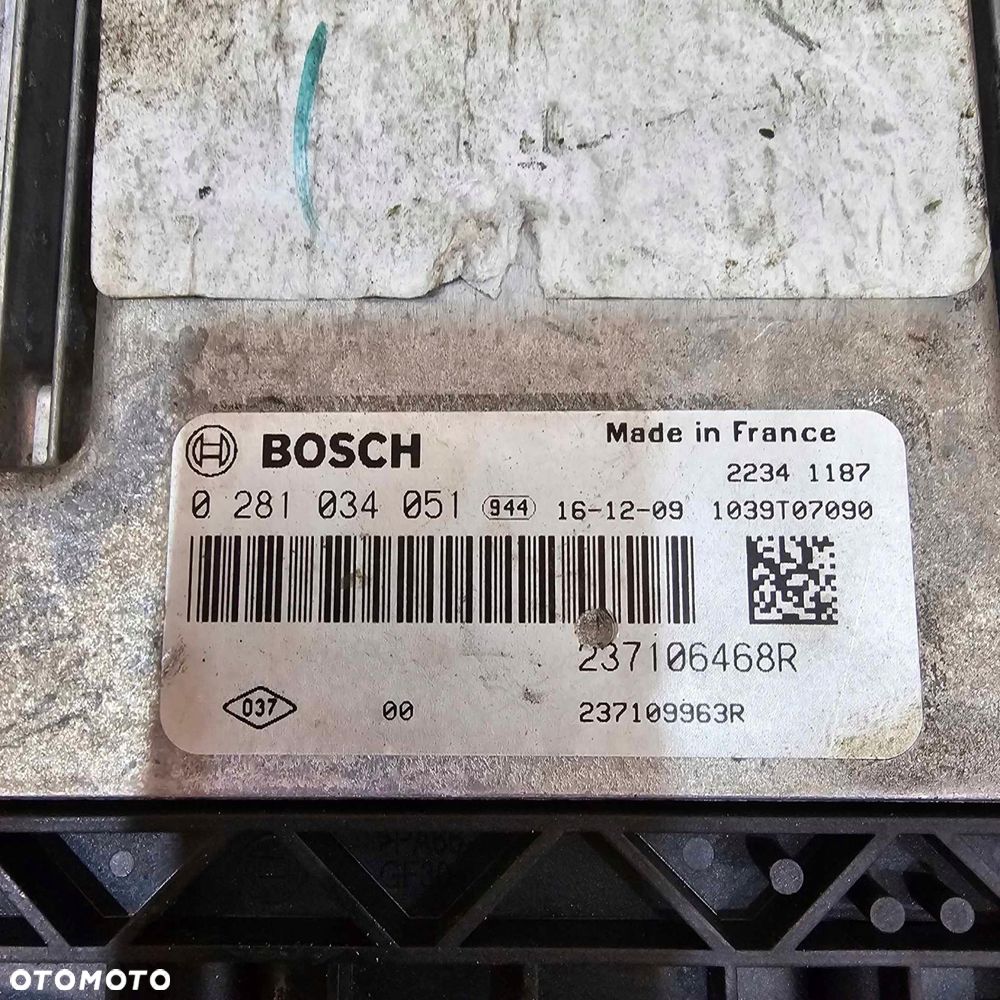 BOSCH
Made in France
2234 1187
0 281 034 051 944 16-12-09 1039T07090
237106468R
037 00 237109963R
OTOMOTO